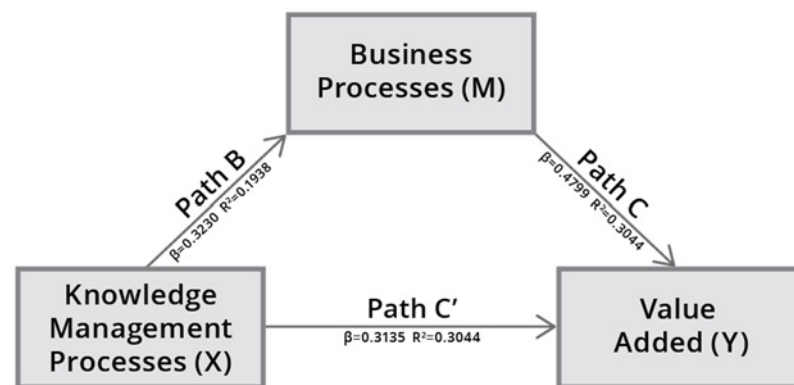 Business
Processes (M)
Path B
β=0.3230 R²=0.1938
Path C
β=0.4799 R²=0.3044
Knowledge
Management
Processes (X)
Path C’
β=0.3135 R²=0.3044
Value
Added (Y)